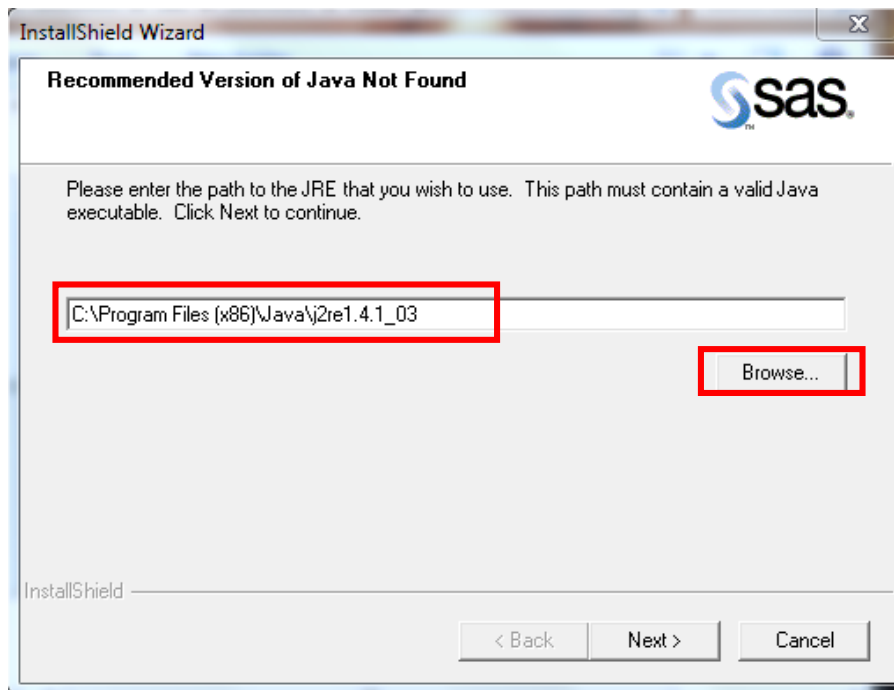 InstallShield Wizard
Recommended Version of Java Not Found
sas.
TM
Please enter the path to the JRE that you wish to use.  This path must contain a valid Java
executable.  Click Next to continue.
C:\Program Files (x86)\Java\j2re1.4.1_03
Browse...
InstallShield
< Back
Next >
Cancel